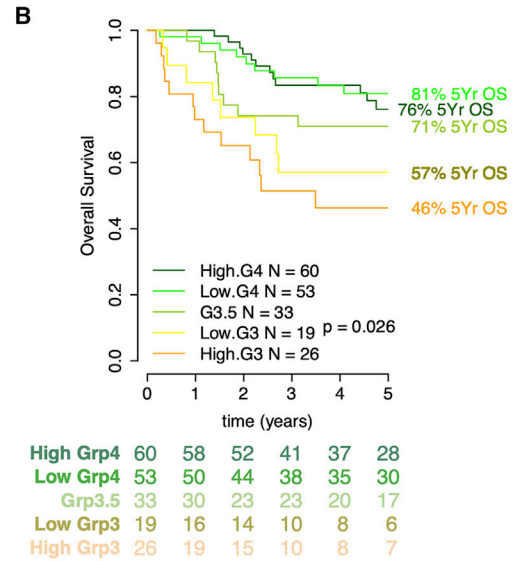 B
Overall Survival
1.0
0.8
0.6
0.4
0.2
0.0
81% 5Yr OS
76% 5Yr OS
71% 5Yr OS
57% 5Yr OS
46% 5Yr OS
High.G4 N = 60
Low.G4 N = 53
G3.5 N = 33
Low.G3 N = 19 p = 0.026
High.G3 N = 26
0 1 2 3 4 5
time (years)
High Grp4 60 58 52 41 37 28
Low Grp4 53 50 44 38 35 30
Grp3.5 33 30 23 23 20 17
Low Grp3 19 16 14 10 8 6
High Grp3 26 19 15 10 8 7